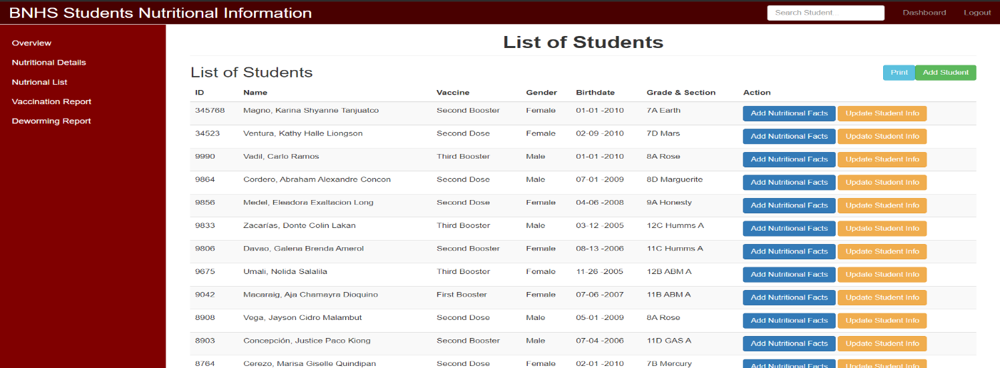 BNHS Students Nutritional Information Search Student... Dashboard Logout
Overview
Nutritional Details
Nutrional List
Vaccination Report
Deworming Report
List of Students
List of Students Print Add Student
ID Name Vaccine Gender Birthdate Grade & Section Action
345768 Magno, Karina Shyanne Tanjuatco Second Booster Female 01-01 -2010 7A Earth Add Nutritional Facts Update Student Info
34523 Ventura, Kathy Halle Liongson Second Dose Female 02-09 -2010 7D Mars Add Nutritional Facts Update Student Info
9990 Vadil, Carlo Ramos Third Booster Male 01-01 -2010 8A Rose Add Nutritional Facts Update Student Info
9864 Cordero, Abraham Alexandre Concon Second Dose Male 07-01 -2009 8D Marguerite Add Nutritional Facts Update Student Info
9856 Medel, Eleadora Exaltacion Long Second Dose Female 04-06 -2008 9A Honesty Add Nutritional Facts Update Student Info
9833 Zacarías, Donte Colin Lakan Third Booster Male 03-12 -2005 12C Humms A Add Nutritional Facts Update Student Info
9806 Davao, Galena Brenda Amerol Second Booster Female 08-13 -2006 11C Humms A Add Nutritional Facts Update Student Info
9675 Umali, Nelida Salalila Third Booster Female 11-26 -2005 12B ABM A Add Nutritional Facts Update Student Info
9042 Macaraig, Aja Chamayra Dioquino First Booster Female 07-06 -2007 11B ABM A Add Nutritional Facts Update Student Info
8908 Vega, Jayson Cidro Malambut Second Dose Male 05-01 -2009 8A Rose Add Nutritional Facts Update Student Info
8903 Concepción, Justice Paco Kiong Second Booster Male 07-04 -2006 11D GAS A Add Nutritional Facts Update Student Info
8764 Cerezo, Marisa Giselle Quindipan Second Dose Female 02-01 -2010 7B Mercury Add Nutritional Facts Update Student Info